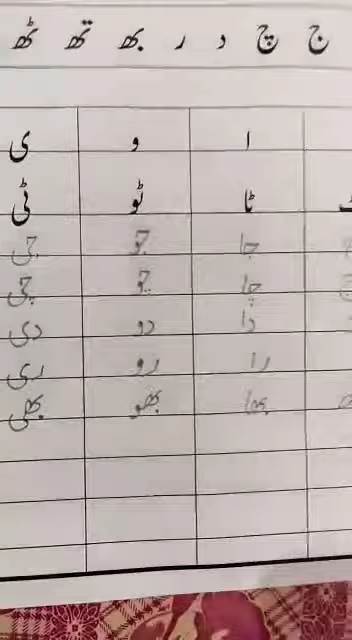 ج چ د ر بھ تھ ٹھ
ا و ی
ٹ ٹا ٹو ٹی
جا جو جی
چا چو چی
دا دو دی
را رو ری
بھا بھو بھی